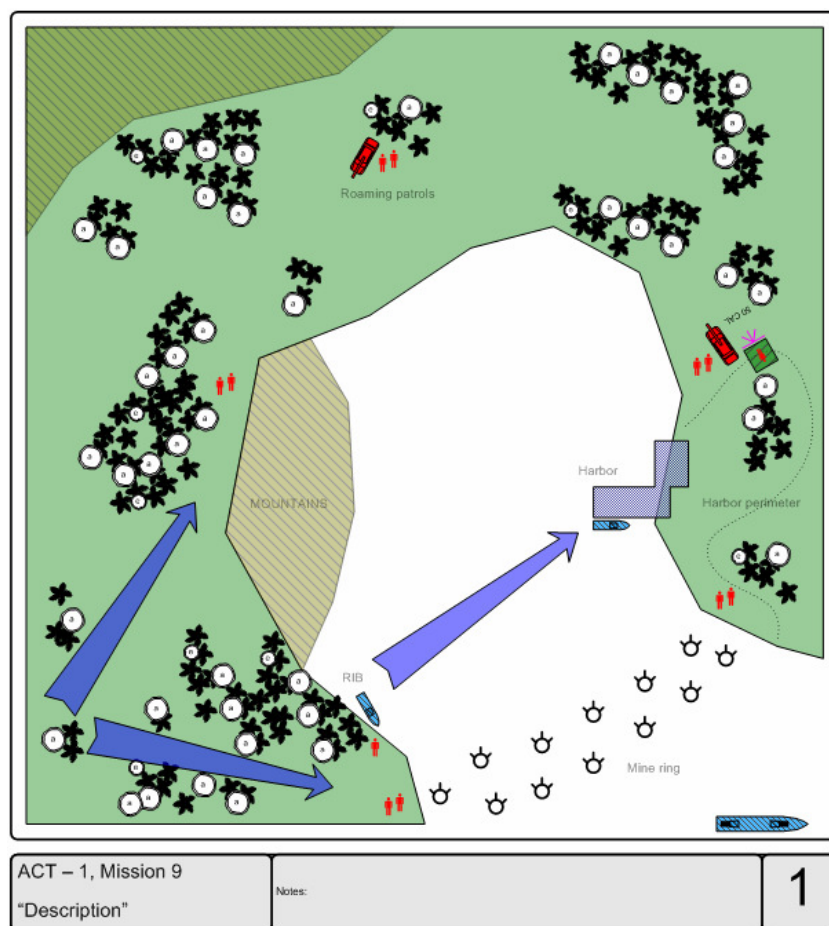 Roaming patrols
50 CAL
Harbor
MOUNTAINS
Harbor perimeter
RIB
Mine ring
ACT – 1, Mission 9
"Description"
Notes:
1